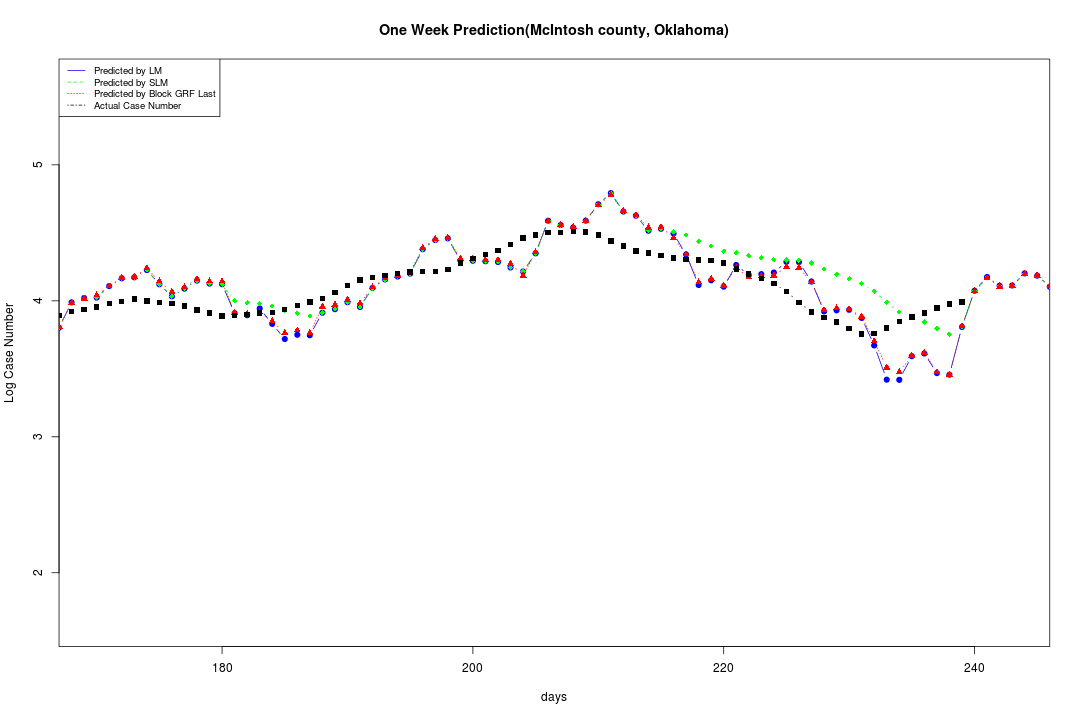 One Week Prediction(McIntosh county, Oklahoma)
Predicted by LM
Predicted by SLM
Predicted by Block GRF Last
Actual Case Number
5
4
3
2
Log Case Number
180 200 220 240
days